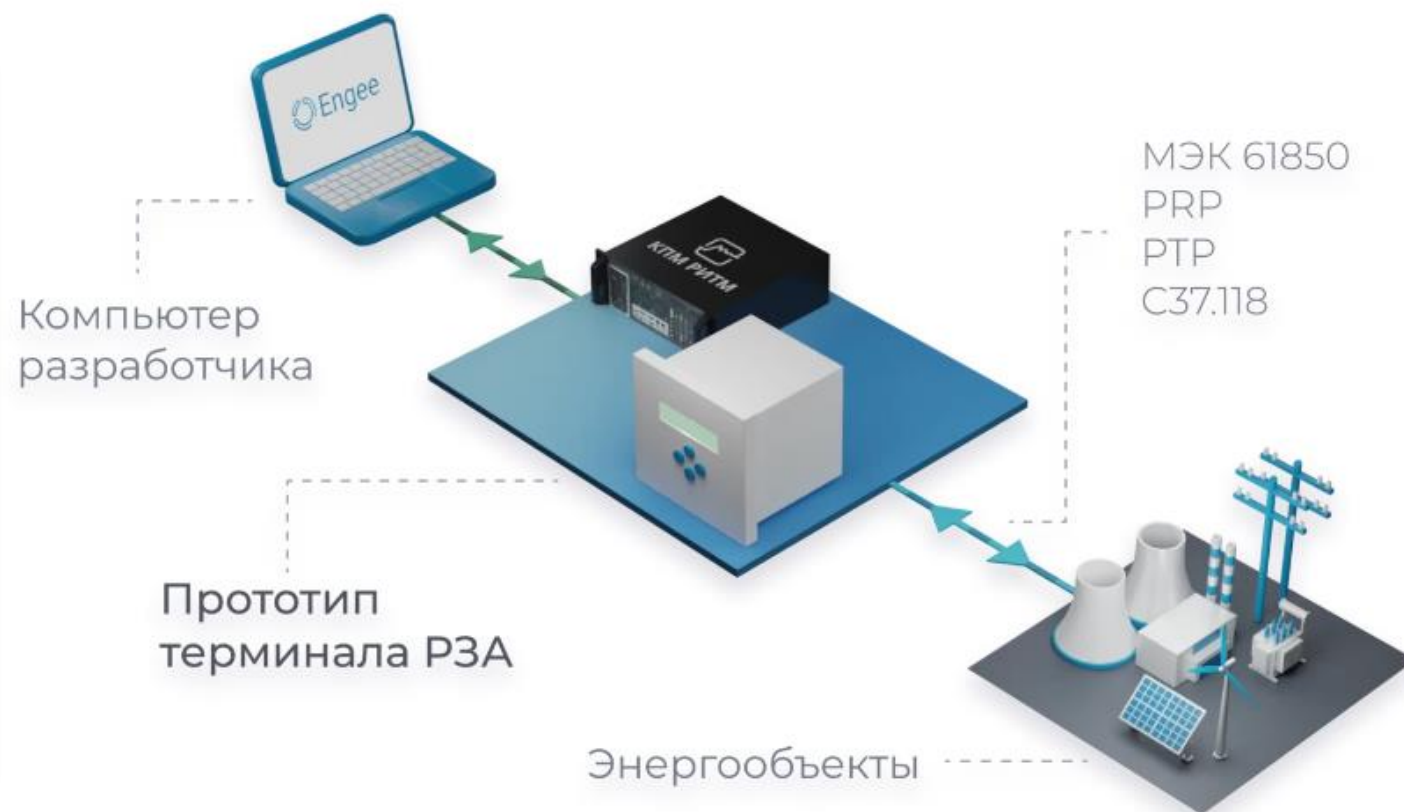 Engee
МЭК 61850
PRP
PTP
C37.118
КПМ РИТМ
Компьютер
разработчика
Прототип
терминала РЗА
Энергообъекты